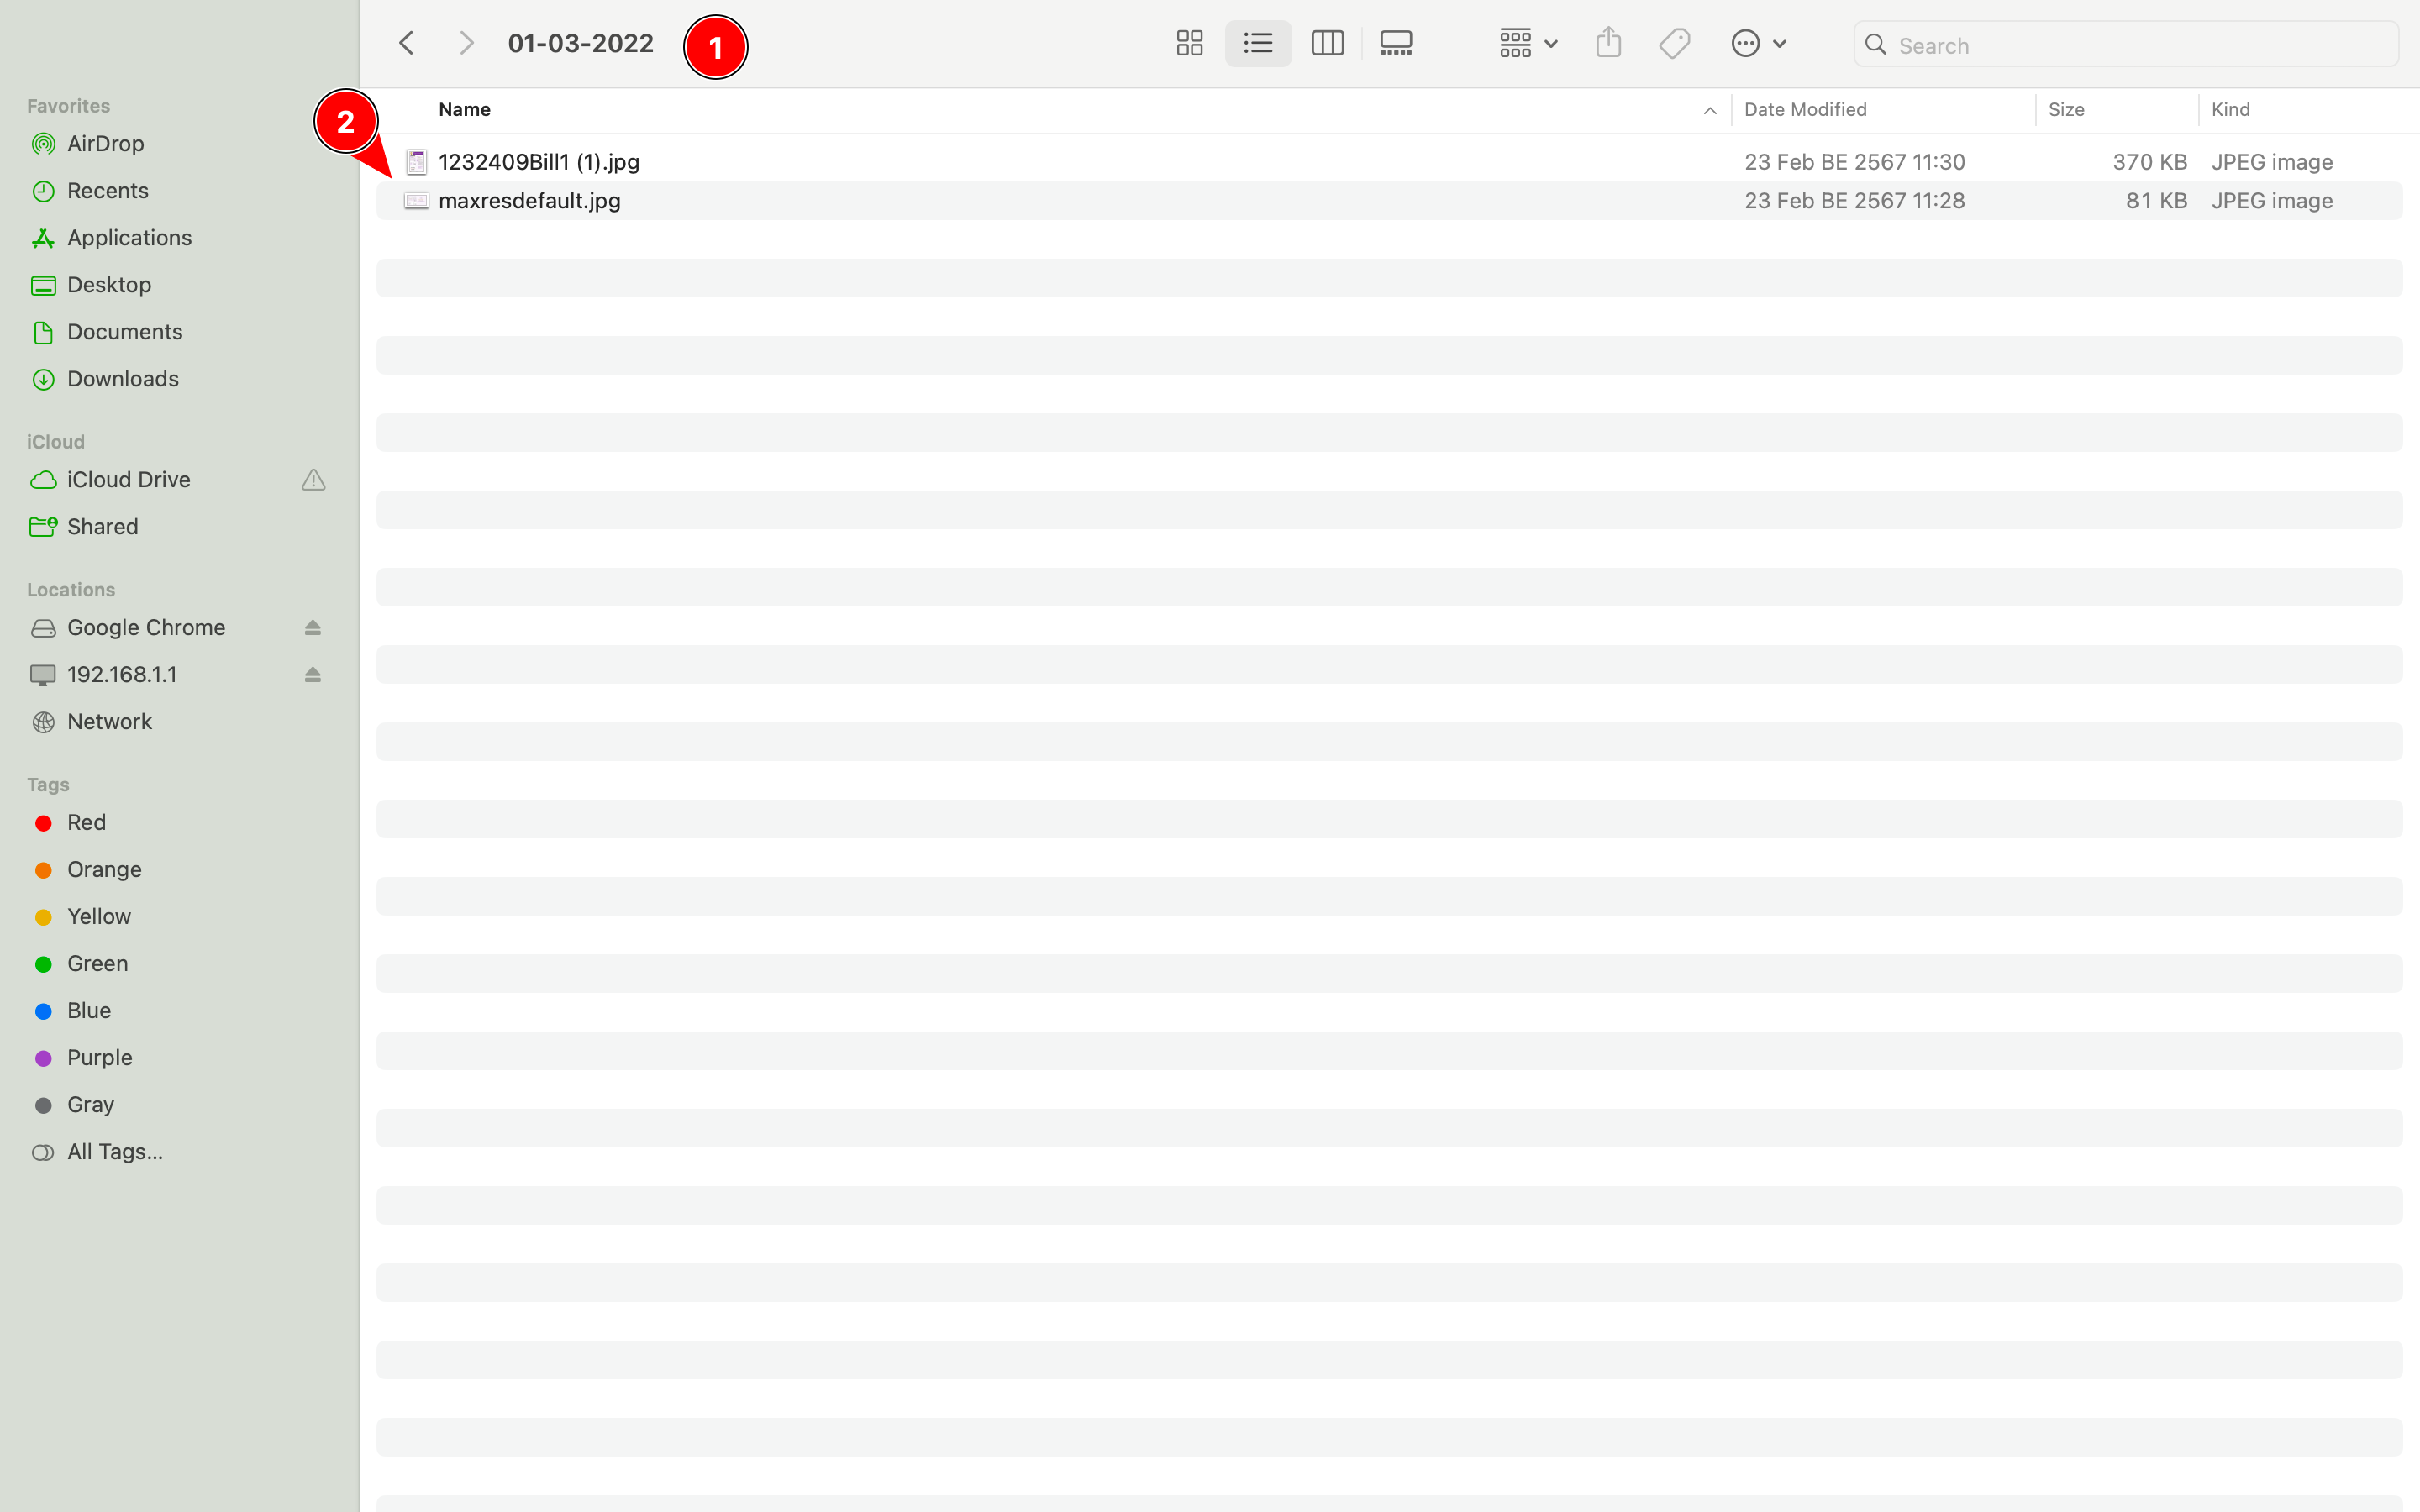 01-03-2022
1
Search
2
Name
Date Modified
Size
Kind
1232409Bill1 (1).jpg
23 Feb BE 2567 11:30
370 KB
JPEG image
maxresdefault.jpg
23 Feb BE 2567 11:28
81 KB
JPEG image
Favorites
AirDrop
Recents
Applications
Desktop
Documents
Downloads
iCloud
iCloud Drive
Shared
Locations
Google Chrome
192.168.1.1
Network
Tags
Red
Orange
Yellow
Green
Blue
Purple
Gray
All Tags...